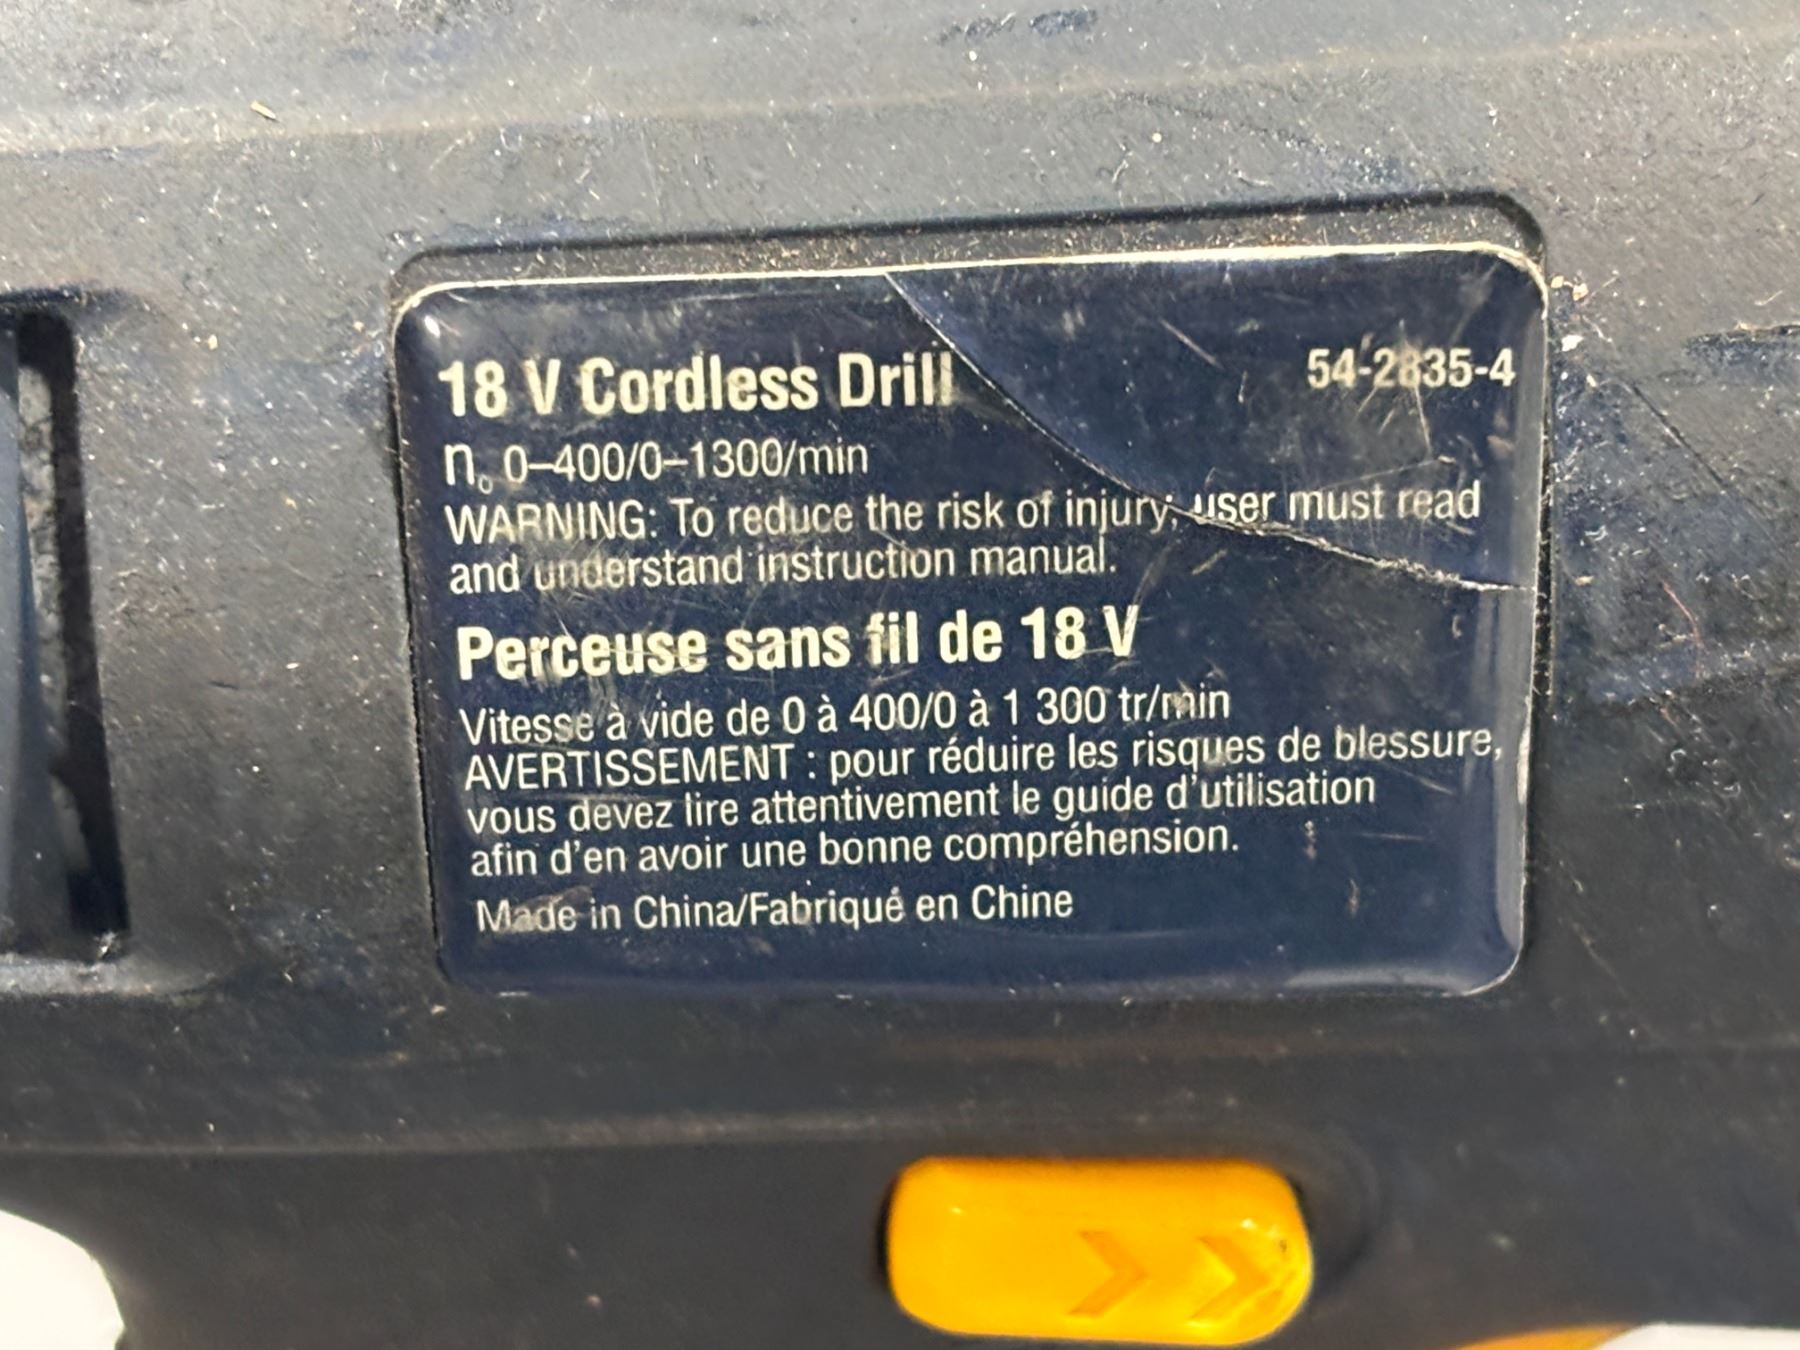 18 V Cordless Drill 54-2835-4
n₀ 0–400/0–1300/min
WARNING: To reduce the risk of injury, user must read
and understand instruction manual.
Perceuse sans fil de 18 V
Vitesse à vide de 0 à 400/0 à 1 300 tr/min
AVERTISSEMENT : pour réduire les risques de blessure,
vous devez lire attentivement le guide d'utilisation
afin d'en avoir une bonne compréhension.
Made in China/Fabriqué en Chine